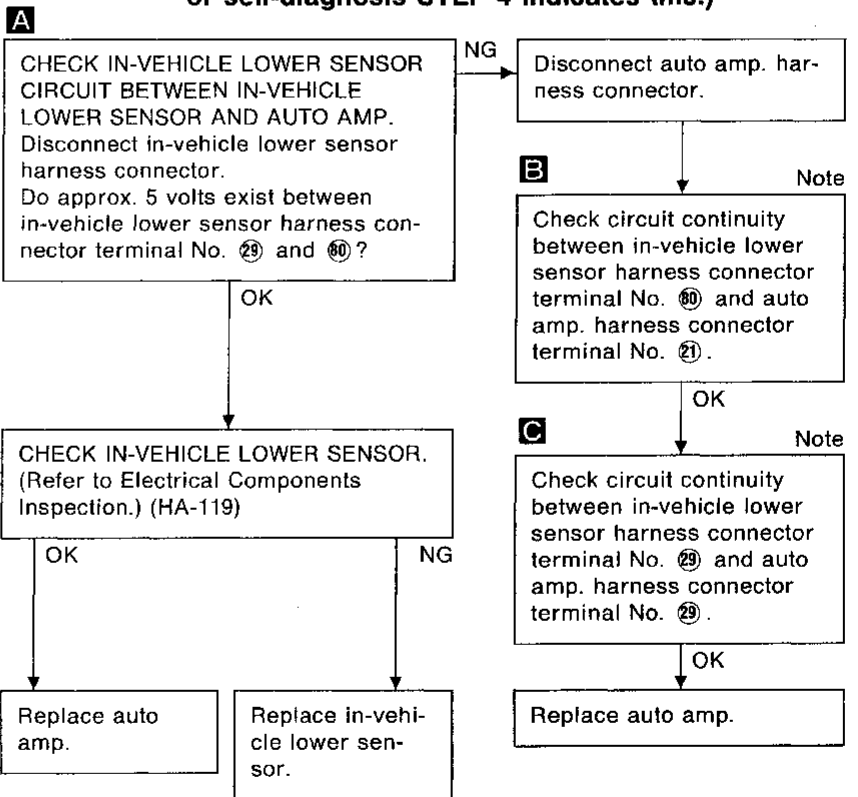 or self-diagnosis STEP 4 indicates this.)
A
CHECK IN-VEHICLE LOWER SENSOR
CIRCUIT BETWEEN IN-VEHICLE
LOWER SENSOR AND AUTO AMP.
Disconnect in-vehicle lower sensor
harness connector.
Do approx. 5 volts exist between
in-vehicle lower sensor harness con-
nector terminal No. ㉙ and 80?
NG
Disconnect auto amp. har-
ness connector.
OK
B
Note
Check circuit continuity
between in-vehicle lower
sensor harness connector
terminal No. 80 and auto
amp. harness connector
terminal No. ㉑.
OK
C
Note
Check circuit continuity
between in-vehicle lower
sensor harness connector
terminal No. ㉙ and auto
amp. harness connector
terminal No. ㉙.
OK
Replace auto amp.
CHECK IN-VEHICLE LOWER SENSOR.
(Refer to Electrical Components
Inspection.) (HA-119)
OK
NG
Replace auto
amp.
Replace in-vehi-
cle lower sen-
sor.